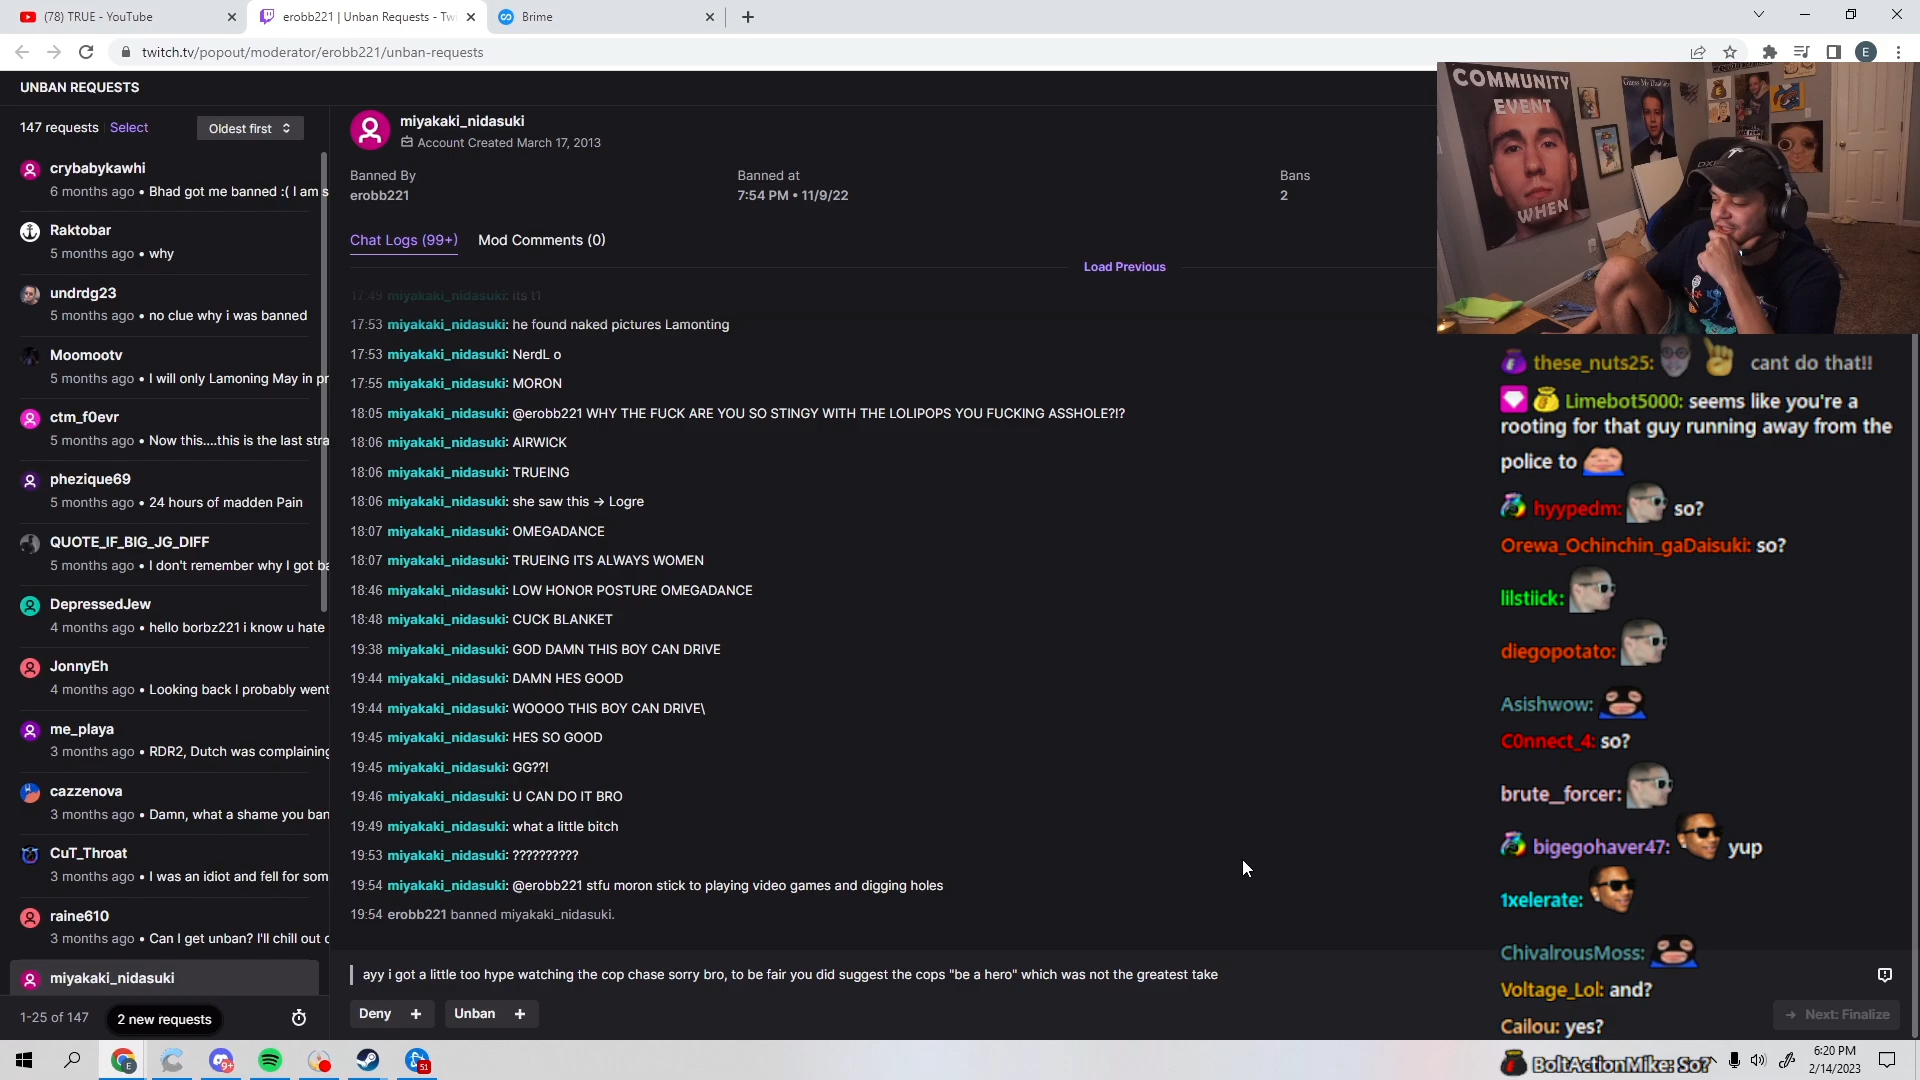 (78) TRUE - YouTube
erobb221 | Unban Requests - Twi
Brime
twitch.tv/popout/moderator/erobb221/unban-requests
E
UNBAN REQUESTS
147 requests
Select
Oldest first
crybabykawhi
6 months ago • Bhad got me banned :( I am s
Raktobar
5 months ago • why
undrdg23
5 months ago • no clue why i was banned
Moomootv
5 months ago • I will only Lamoning May in pr
ctm_f0evr
5 months ago • Now this....this is the last stra
phezique69
5 months ago • 24 hours of madden Pain
QUOTE_IF_BIG_JG_DIFF
5 months ago • I don't remember why I got ba
DepressedJew
4 months ago • hello borbz221 i know u hate
JonnyEh
4 months ago • Looking back I probably went
me_playa
3 months ago • RDR2, Dutch was complaining
cazzenova
3 months ago • Damn, what a shame you ban
CuT_Throat
3 months ago • I was an idiot and fell for som
raine610
3 months ago • Can I get unban? I'll chill out o
miyakaki_nidasuki
1-25 of 147
2 new requests
miyakaki_nidasuki
Account Created March 17, 2013
Banned By
erobb221
Banned at
7:54 PM • 11/9/22
Bans
2
Chat Logs (99+)
Mod Comments (0)
Load Previous
17:49 miyakaki_nidasuki: its t1
17:53 miyakaki_nidasuki: he found naked pictures Lamonting
17:53 miyakaki_nidasuki: NerdL o
17:55 miyakaki_nidasuki: MORON
18:05 miyakaki_nidasuki: @erobb221 WHY THE FUCK ARE YOU SO STINGY WITH THE LOLIPOPS YOU FUCKING ASSHOLE?!?
18:06 miyakaki_nidasuki: AIRWICK
18:06 miyakaki_nidasuki: TRUEING
18:06 miyakaki_nidasuki: she saw this → Logre
18:07 miyakaki_nidasuki: OMEGADANCE
18:07 miyakaki_nidasuki: TRUEING ITS ALWAYS WOMEN
18:46 miyakaki_nidasuki: LOW HONOR POSTURE OMEGADANCE
18:48 miyakaki_nidasuki: CUCK BLANKET
19:38 miyakaki_nidasuki: GOD DAMN THIS BOY CAN DRIVE
19:44 miyakaki_nidasuki: DAMN HES GOOD
19:44 miyakaki_nidasuki: WOOOO THIS BOY CAN DRIVE\
19:45 miyakaki_nidasuki: HES SO GOOD
19:45 miyakaki_nidasuki: GG??!
19:46 miyakaki_nidasuki: U CAN DO IT BRO
19:49 miyakaki_nidasuki: what a little bitch
19:53 miyakaki_nidasuki: ??????????
19:54 miyakaki_nidasuki: @erobb221 stfu moron stick to playing video games and digging holes
19:54 erobb221 banned miyakaki_nidasuki.
ayy i got a little too hype watching the cop chase sorry bro, to be fair you did suggest the cops "be a hero" which was not the greatest take
Deny +
Unban +
→ Next: Finalize
COMMUNITY
EVENT
WHEN
these_nuts25: cant do that!!
Limebot5000: seems like you're a
rooting for that guy running away from the
police to
hyypedm: so?
Orewa_Ochinchin_gaDaisuki: so?
lilstiick:
diegopotato:
Asishwow:
C0nnect_4: so?
brute__forcer:
bigegohaver47: yup
1xelerate:
ChivalrousMoss:
Voltage_Lol: and?
Cailou: yes?
BoltActionMike: So?
E
9+
51
6:20 PM
2/14/2023